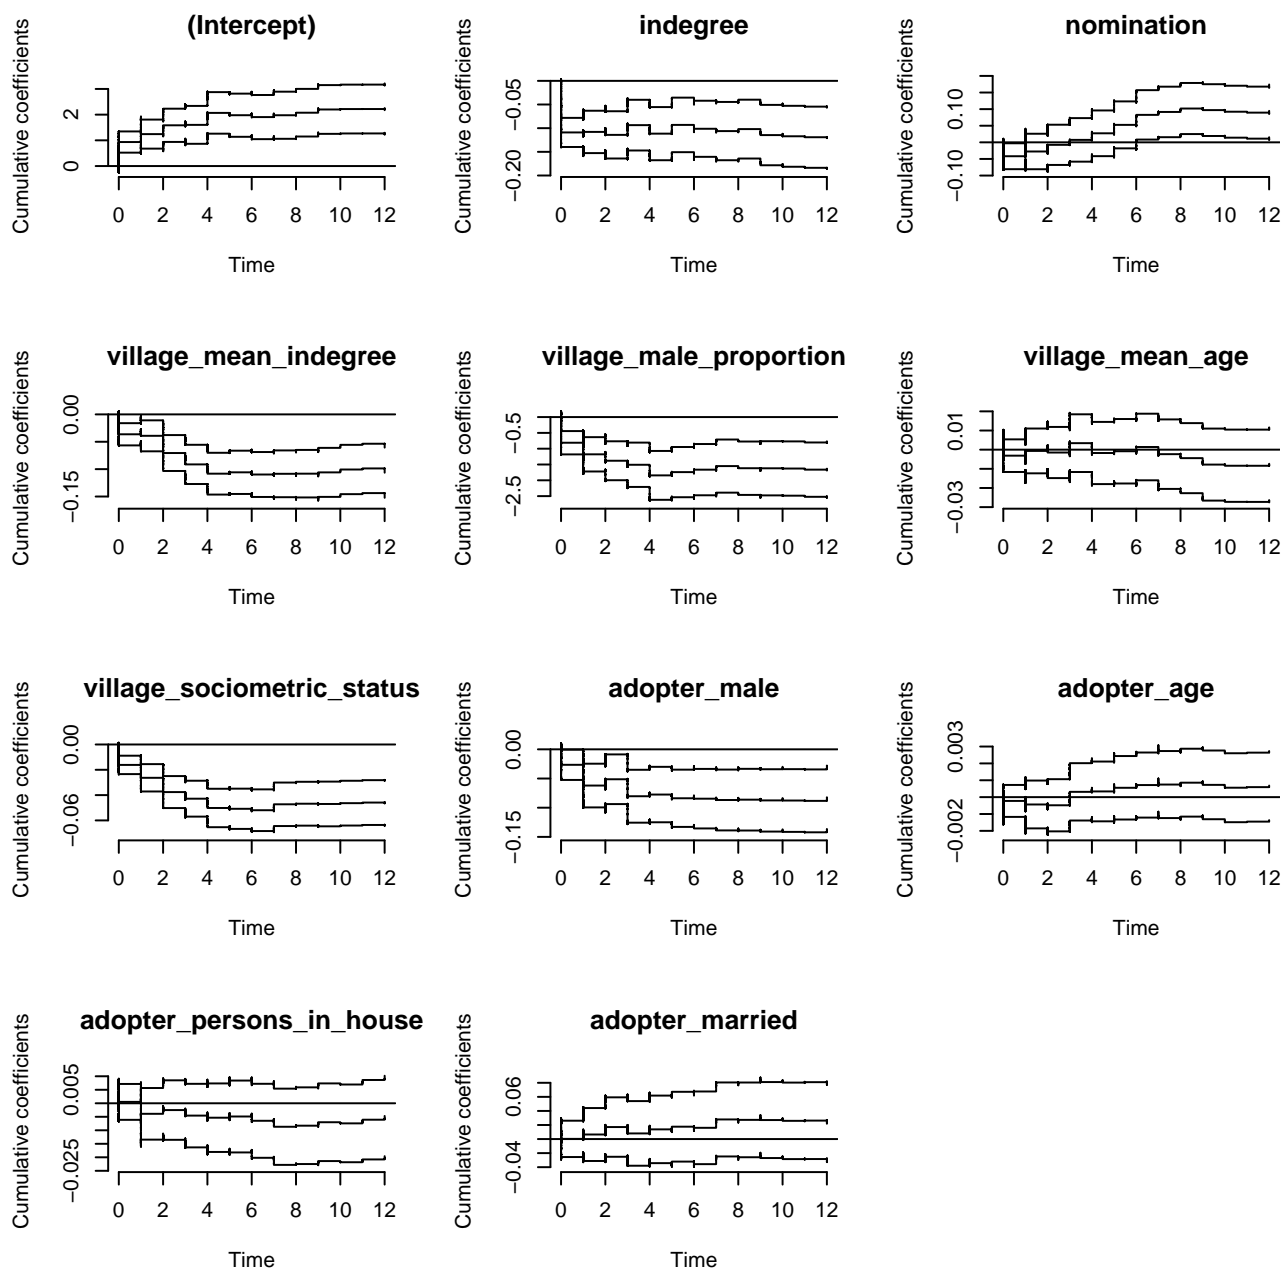 (Intercept)
Cumulative coefficients
0 2
0 2 4 6 8 10 12
Time
indegree
Cumulative coefficients
−0.20 −0.05
0 2 4 6 8 10 12
Time
nomination
Cumulative coefficients
−0.10 0.10
0 2 4 6 8 10 12
Time
village_mean_indegree
Cumulative coefficients
−0.15 0.00
0 2 4 6 8 10 12
Time
village_male_proportion
Cumulative coefficients
−2.5 −0.5
0 2 4 6 8 10 12
Time
village_mean_age
Cumulative coefficients
−0.03 0.01
0 2 4 6 8 10 12
Time
village_sociometric_status
Cumulative coefficients
−0.06 0.00
0 2 4 6 8 10 12
Time
adopter_male
Cumulative coefficients
−0.15 0.00
0 2 4 6 8 10 12
Time
adopter_age
Cumulative coefficients
−0.002 0.003
0 2 4 6 8 10 12
Time
adopter_persons_in_house
Cumulative coefficients
−0.025 0.005
0 2 4 6 8 10 12
Time
adopter_married
Cumulative coefficients
−0.04 0.06
0 2 4 6 8 10 12
Time